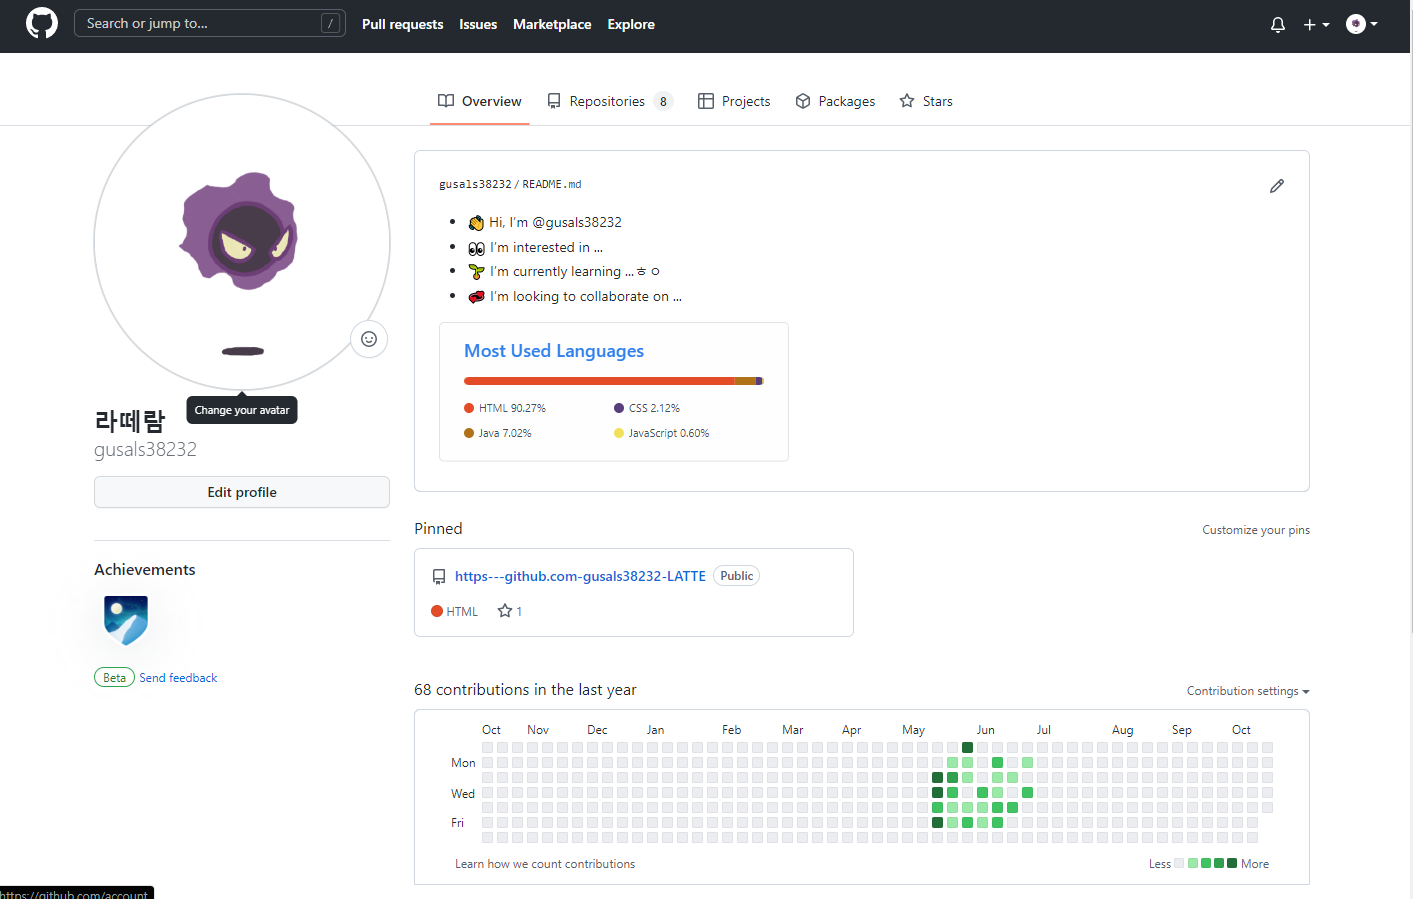 Search or jump to...
/
Pull requests
Issues
Marketplace
Explore
Overview
Repositories 8
Projects
Packages
Stars
gusals38232/README.md
Hi, I'm @gusals38232
I'm interested in ...
I'm currently learning ...ㅎㅇ
I'm looking to collaborate on ...
Most Used Languages
HTML 90.27%
CSS 2.12%
Java 7.02%
JavaScript 0.60%
Change your avatar
라떼람
gusals38232
Edit profile
Achievements
Beta Send feedback
Pinned
Customize your pins
https---github.com-gusals38232-LATTE Public
HTML 1
68 contributions in the last year
Contribution settings
Oct Nov Dec Jan Feb Mar Apr May Jun Jul Aug Sep Oct
Mon
Wed
Fri
Learn how we count contributions
Less More
https://github.com/account